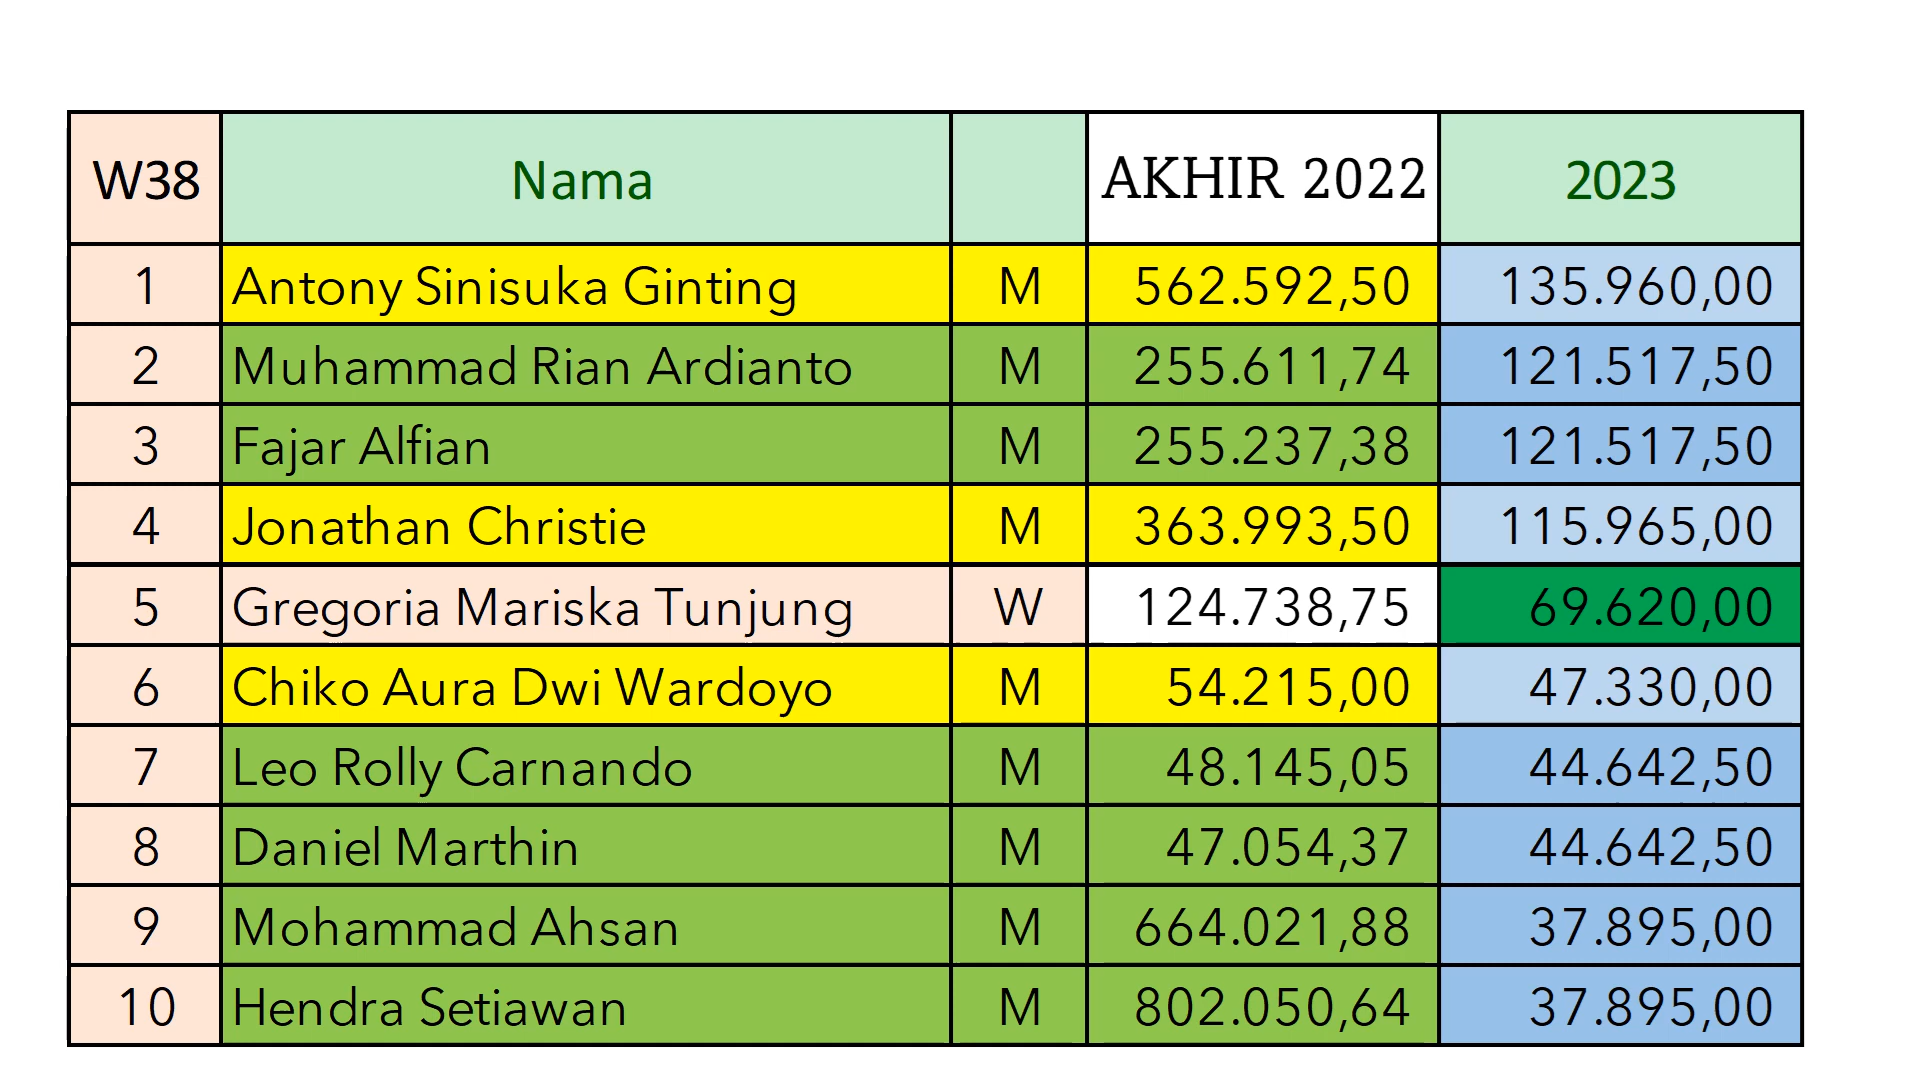 W38 Nama AKHIR 2022 2023
1 Antony Sinisuka Ginting M 562.592,50 135.960,00
2 Muhammad Rian Ardianto M 255.611,74 121.517,50
3 Fajar Alfian M 255.237,38 121.517,50
4 Jonathan Christie M 363.993,50 115.965,00
5 Gregoria Mariska Tunjung W 124.738,75 69.620,00
6 Chiko Aura Dwi Wardoyo M 54.215,00 47.330,00
7 Leo Rolly Carnando M 48.145,05 44.642,50
8 Daniel Marthin M 47.054,37 44.642,50
9 Mohammad Ahsan M 664.021,88 37.895,00
10 Hendra Setiawan M 802.050,64 37.895,00